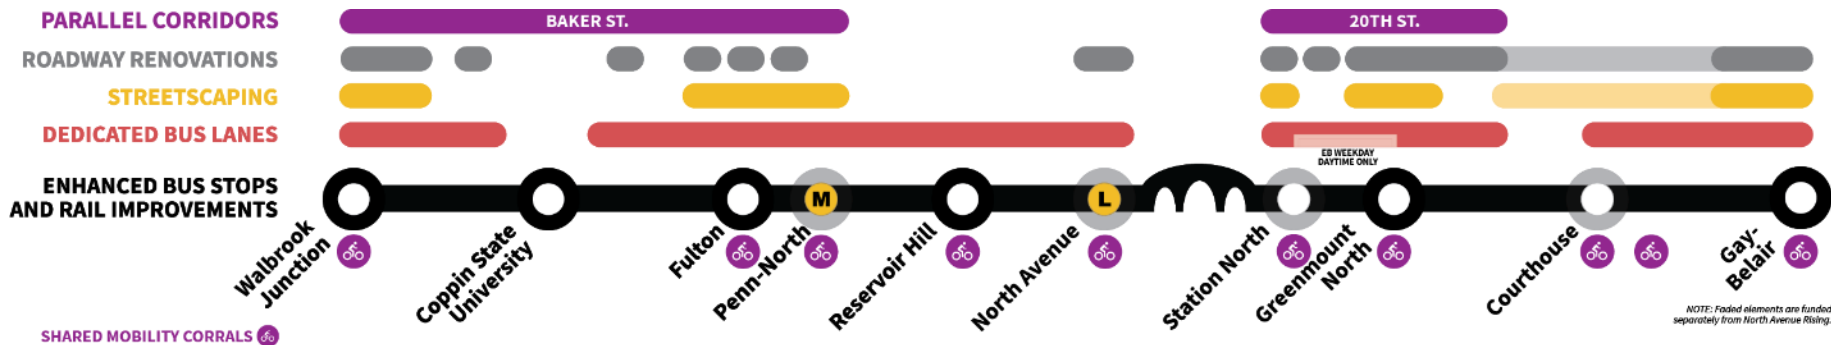 PARALLEL CORRIDORS
BAKER ST.
20TH ST.
ROADWAY RENOVATIONS
STREETSCAPING
DEDICATED BUS LANES
EB WEEKDAY
DAYTIME ONLY
ENHANCED BUS STOPS
AND RAIL IMPROVEMENTS
M
L
Walbrook
Junction
Coppin State
University
Fulton
Penn-North
Reservoir Hill
North Avenue
Station North
Greenmount
North
Courthouse
Gay-
Belair
NOTE: Faded elements are funded
separately from North Avenue Rising.
SHARED MOBILITY CORRALS